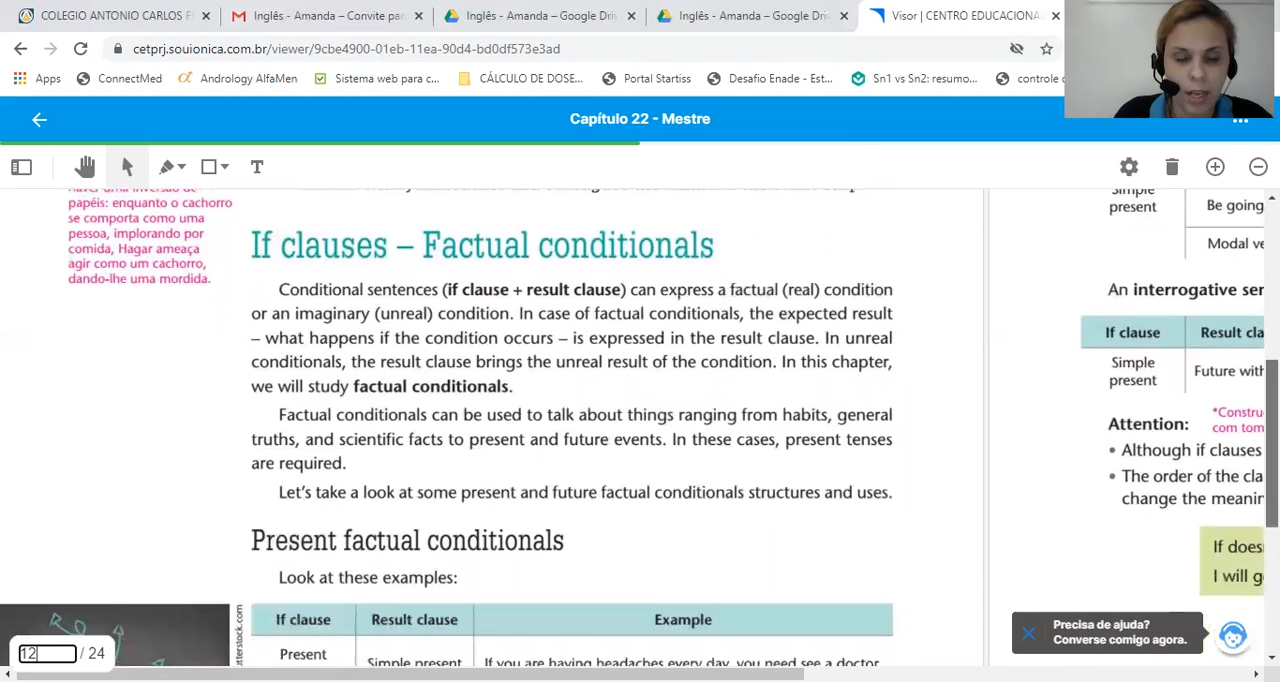 COLEGIO ANTONIO CARLOS
Inglês - Amanda – Convite par
Inglês - Amanda – Google Dri
Inglês - Amanda – Google Dri
Visor | CENTRO EDUCACIONA
cetprj.souionica.com.br/viewer/9cbe4900-01eb-11ea-90d4-bd0df573e3ad
Apps
ConnectMed
Andrology AlfaMen
Sistema web para c...
CÁLCULO DE DOSE...
Portal Startiss
Desafio Enade - Est...
Sn1 vs Sn2: resumo...
controle
Capítulo 22 - Mestre
T
haver uma inversão de
papéis: enquanto o cachorro
se comporta como uma
pessoa, implorando por
comida, Hagar ameaça
agir como um cachorro,
dando-lhe uma mordida.
If clauses – Factual conditionals
Conditional sentences (if clause + result clause) can express a factual (real) condition
or an imaginary (unreal) condition. In case of factual conditionals, the expected result
– what happens if the condition occurs – is expressed in the result clause. In unreal
conditionals, the result clause brings the unreal result of the condition. In this chapter,
we will study factual conditionals.
Factual conditionals can be used to talk about things ranging from habits, general
truths, and scientific facts to present and future events. In these cases, present tenses
are required.
Let's take a look at some present and future factual conditionals structures and uses.
Present factual conditionals
Look at these examples:
If clause Result clause Example
Present Simple present If you are having headaches every day, you need see a doctor.
Simple
present
Be going
Modal ve
An interrogative ser
If clause Result cla
Simple
present
Future with
*Constru
com tom
Attention:
• Although if clauses
• The order of the cla
change the meanin
If does
I will g
Precisa de ajuda?
Converse comigo agora.
12 / 24